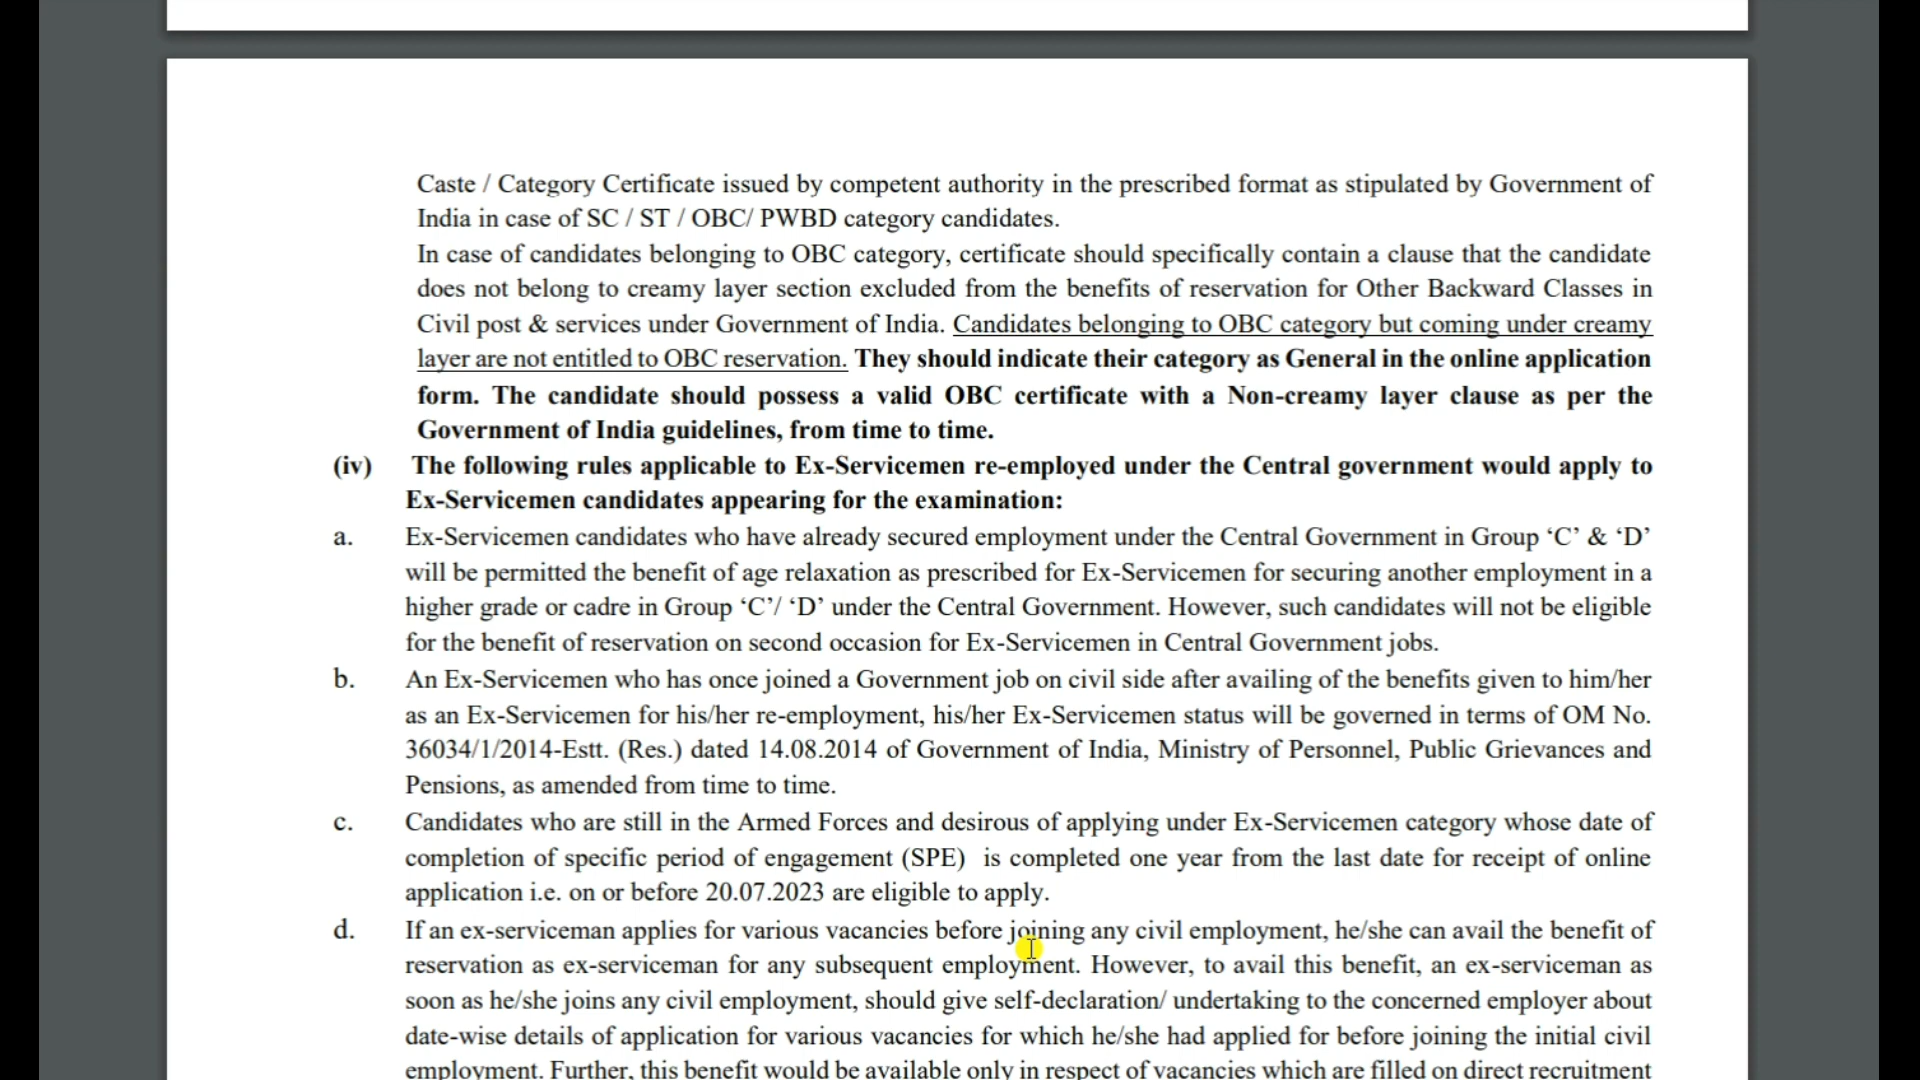 Caste / Category Certificate issued by competent authority in the prescribed format as stipulated by Government of
India in case of SC / ST / OBC/ PWBD category candidates.
In case of candidates belonging to OBC category, certificate should specifically contain a clause that the candidate
does not belong to creamy layer section excluded from the benefits of reservation for Other Backward Classes in
Civil post & services under Government of India. Candidates belonging to OBC category but coming under creamy
layer are not entitled to OBC reservation. They should indicate their category as General in the online application
form. The candidate should possess a valid OBC certificate with a Non-creamy layer clause as per the
Government of India guidelines, from time to time.
(iv) The following rules applicable to Ex-Servicemen re-employed under the Central government would apply to
Ex-Servicemen candidates appearing for the examination:
a. Ex-Servicemen candidates who have already secured employment under the Central Government in Group ‘C’ & ‘D’
will be permitted the benefit of age relaxation as prescribed for Ex-Servicemen for securing another employment in a
higher grade or cadre in Group ‘C’/ ‘D’ under the Central Government. However, such candidates will not be eligible
for the benefit of reservation on second occasion for Ex-Servicemen in Central Government jobs.
b. An Ex-Servicemen who has once joined a Government job on civil side after availing of the benefits given to him/her
as an Ex-Servicemen for his/her re-employment, his/her Ex-Servicemen status will be governed in terms of OM No.
36034/1/2014-Estt. (Res.) dated 14.08.2014 of Government of India, Ministry of Personnel, Public Grievances and
Pensions, as amended from time to time.
c. Candidates who are still in the Armed Forces and desirous of applying under Ex-Servicemen category whose date of
completion of specific period of engagement (SPE) is completed one year from the last date for receipt of online
application i.e. on or before 20.07.2023 are eligible to apply.
d. If an ex-serviceman applies for various vacancies before joining any civil employment, he/she can avail the benefit of
reservation as ex-serviceman for any subsequent employment. However, to avail this benefit, an ex-serviceman as
soon as he/she joins any civil employment, should give self-declaration/ undertaking to the concerned employer about
date-wise details of application for various vacancies for which he/she had applied for before joining the initial civil
employment. Further, this benefit would be available only in respect of vacancies which are filled on direct recruitment